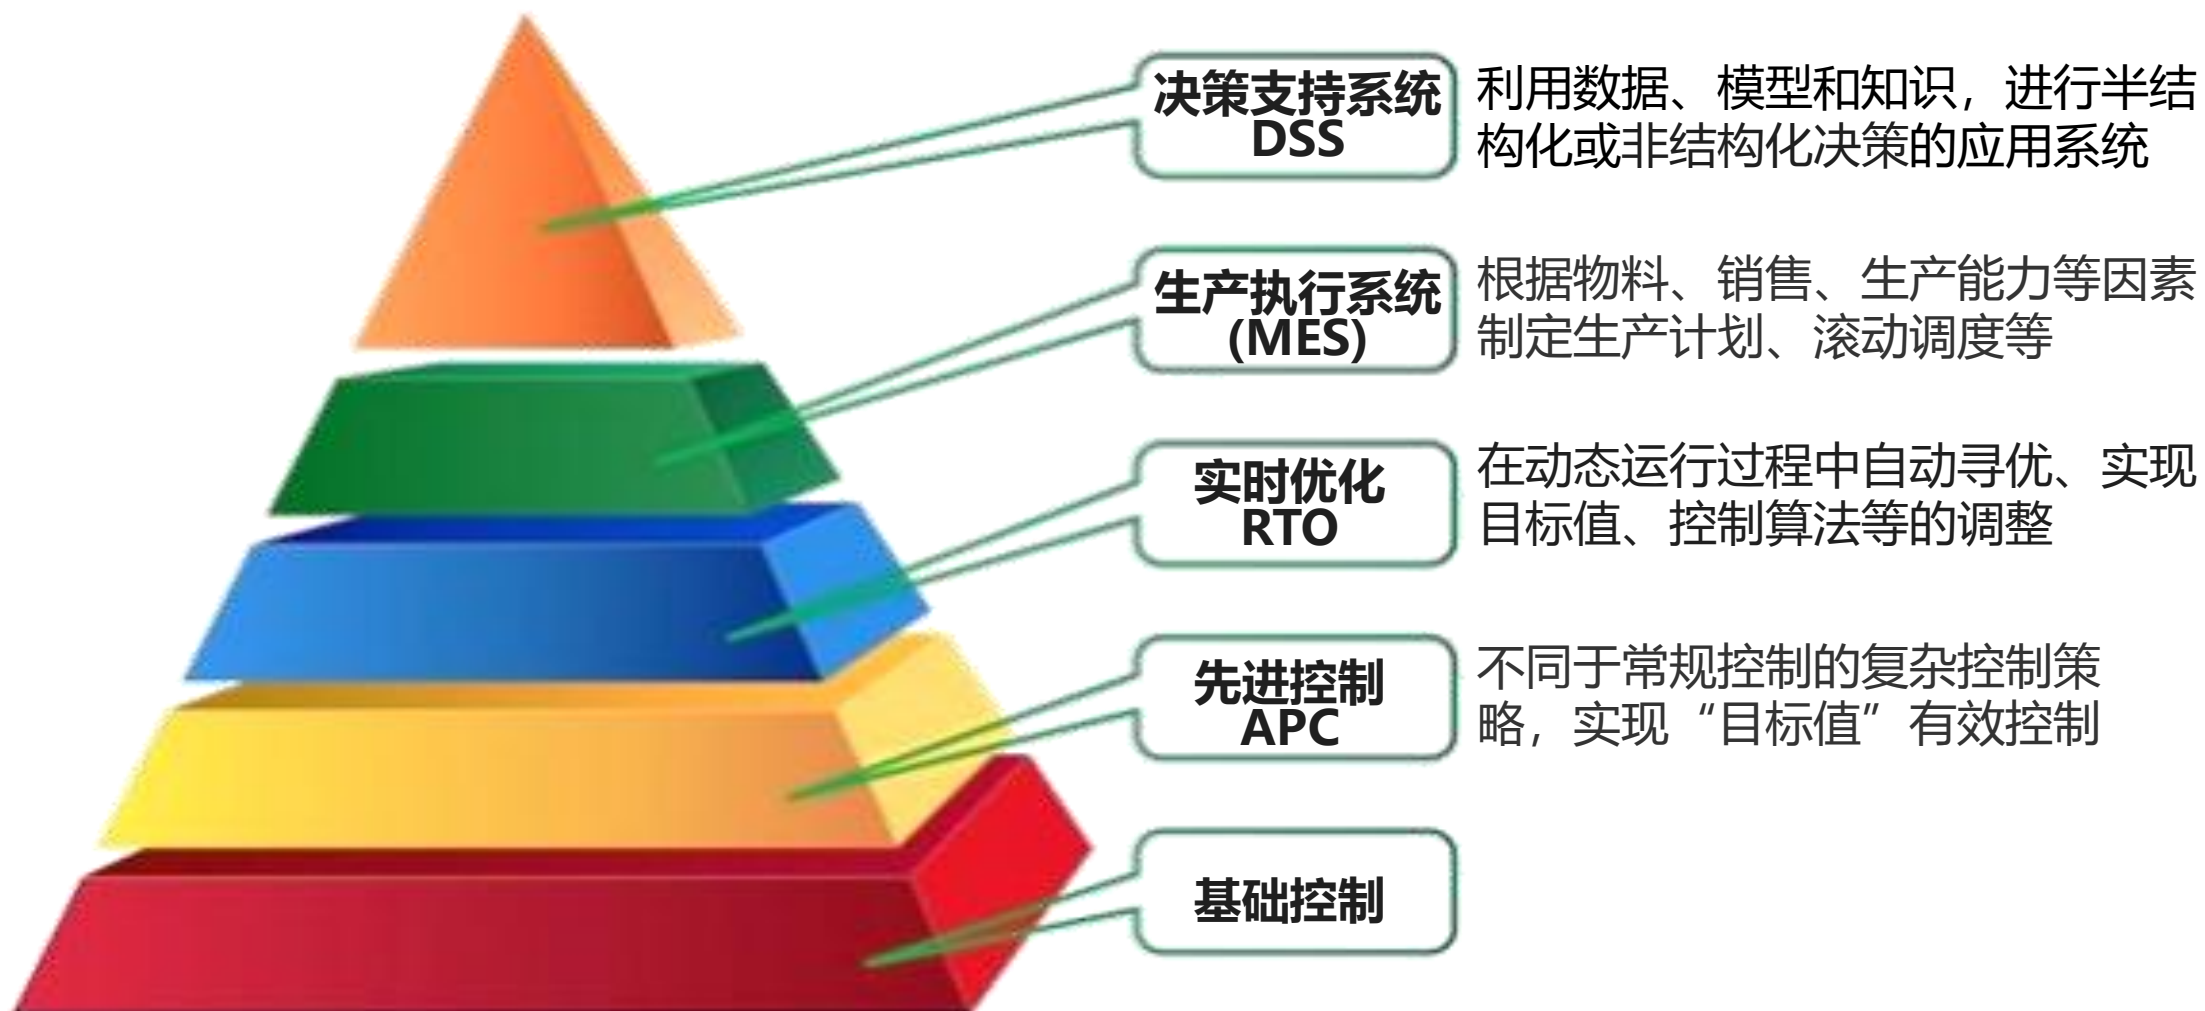 决策支持系统
DSS
利用数据、模型和知识，进行半结
构化或非结构化决策的应用系统
生产执行系统
(MES)
根据物料、销售、生产能力等因素
制定生产计划、滚动调度等
实时优化
RTO
在动态运行过程中自动寻优、实现
目标值、控制算法等的调整
先进控制
APC
不同于常规控制的复杂控制策
略，实现“目标值”有效控制
基础控制